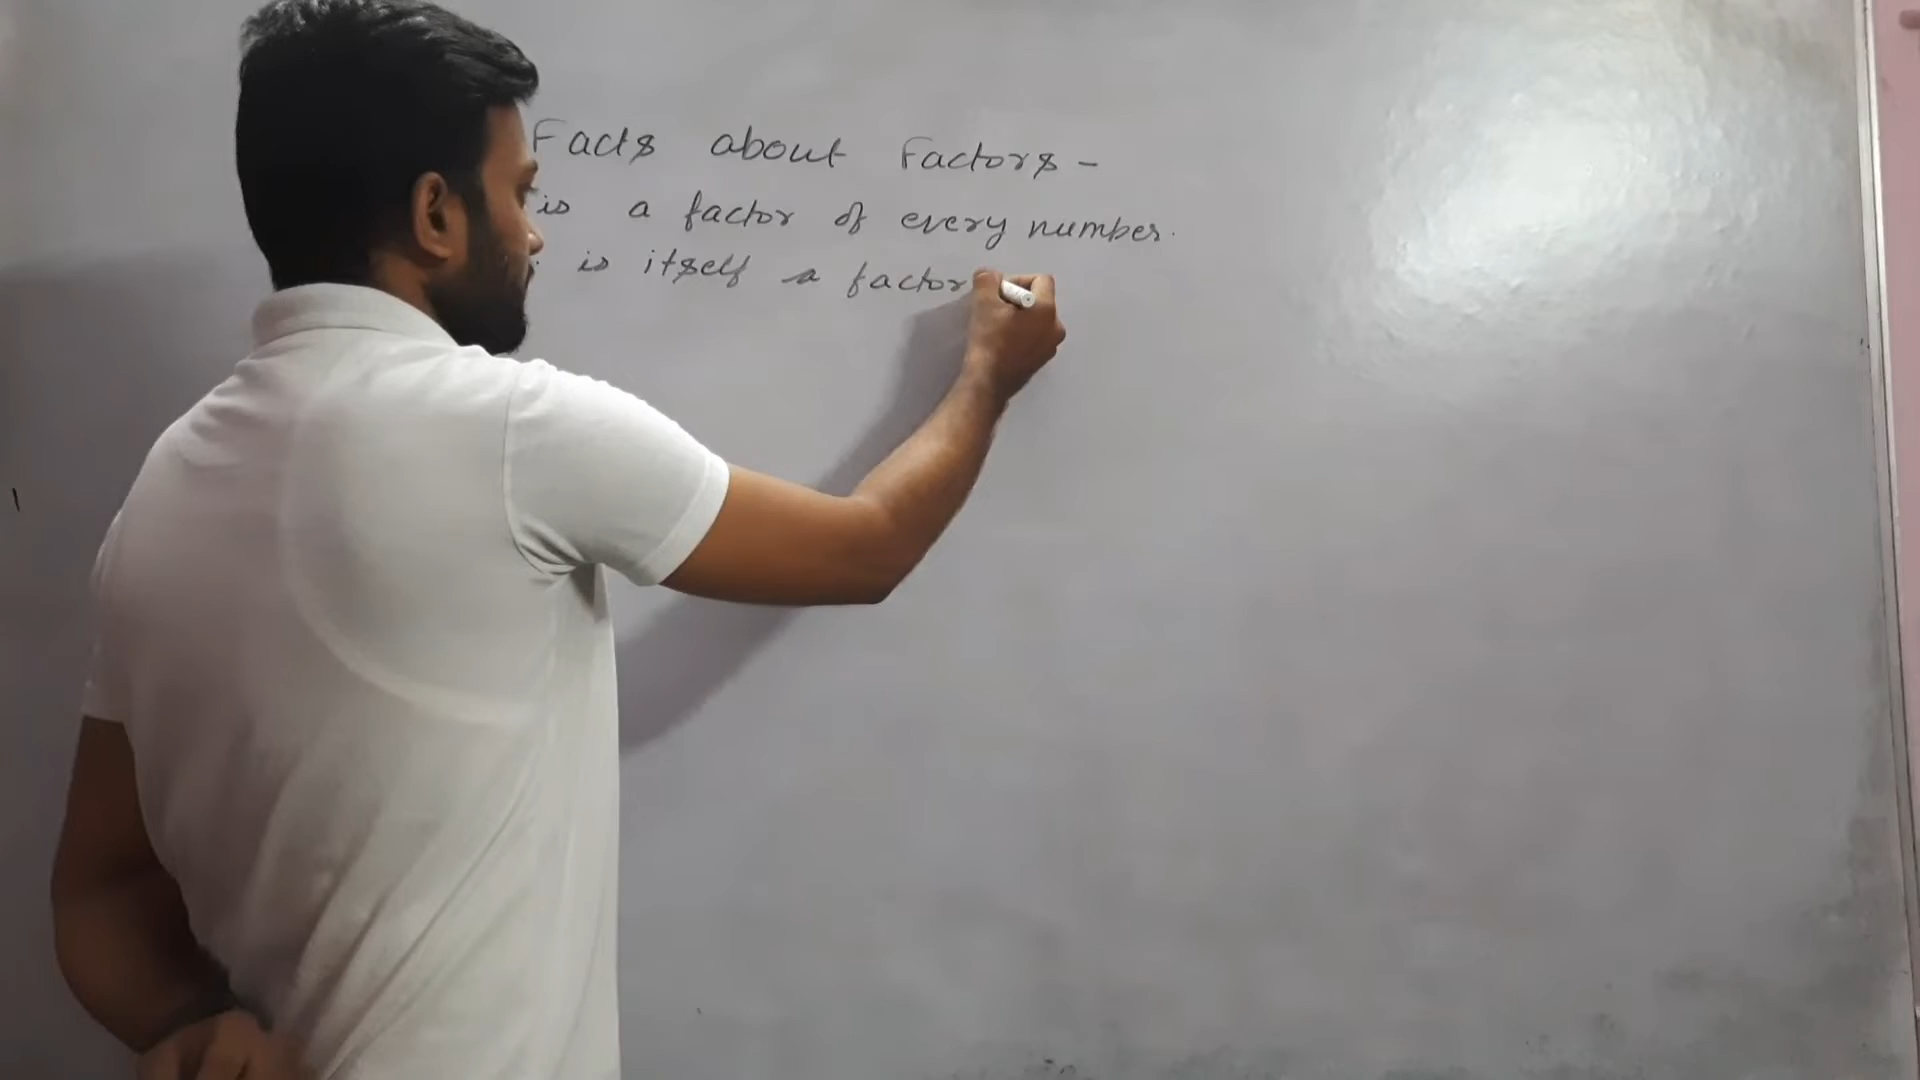 Facts about Factors -
is a factor of every number.
is itself a factor